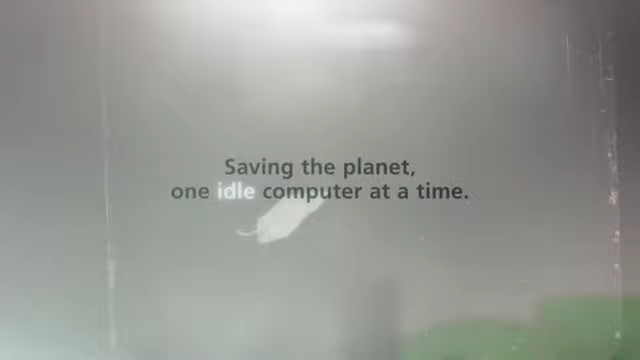 Saving the planet,
one idle computer at a time.